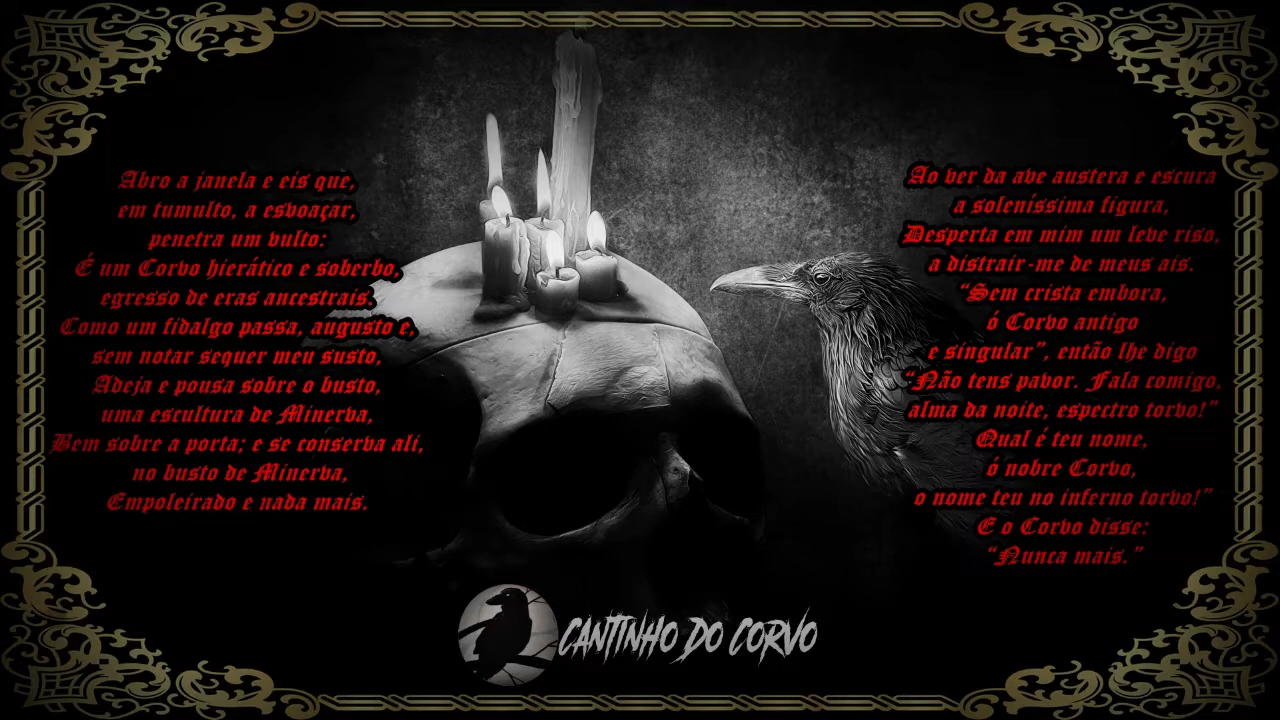 Abro a janela e eis que,
em tumulto, a esvoaçar,
penetra um vulto:
É um Corvo hierático e soberbo,
egresso de eras ancestrais.
Como um fidalgo passa, augusto e,
sem notar sequer meu susto,
Adeja e pousa sobre o busto,
uma escultura de Minerva,
Bem sobre a porta; e se conserva ali,
no busto de Minerva,
Empoleirado e nada mais.
Ao ver da ave austera e escura
a soleníssima figura,
Desperta em mim um leve riso,
a distrair-me de meus ais.
“Sem crista embora,
ó Corvo antigo
e singular”, então lhe digo
“Não tens pavor. Fala comigo,
alma da noite, espectro torvo!”
Qual é teu nome,
ó nobre Corvo,
o nome teu no inferno torvo!”
E o Corvo disse:
“Nunca mais.”
CANTINHO DO CORVO